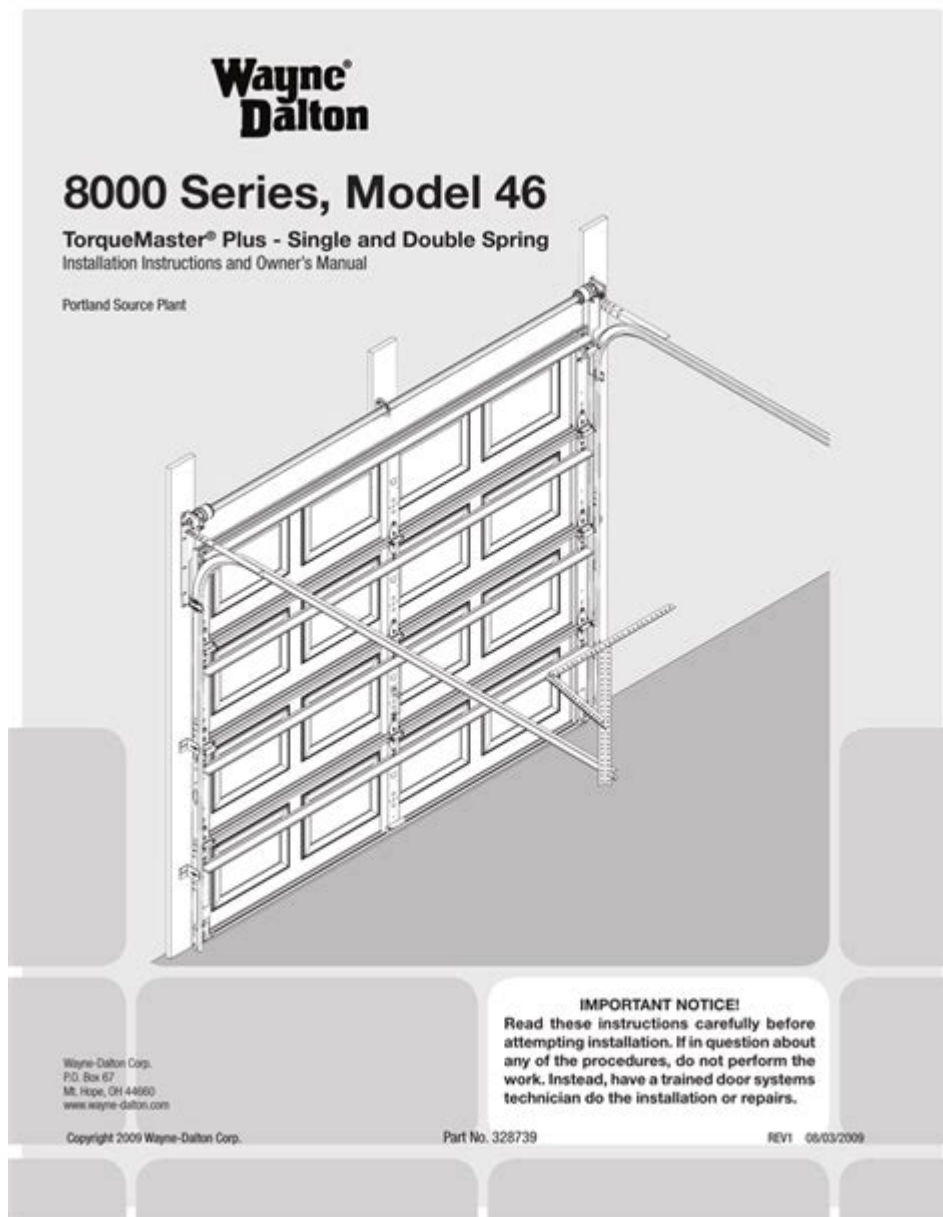 Wayne®
Dalton
8000 Series, Model 46
TorqueMaster® Plus - Single and Double Spring
Installation Instructions and Owner's Manual
Portland Source Plant
IMPORTANT NOTICE!
Read these instructions carefully before
attempting installation. If in question about
any of the procedures, do not perform the
work. Instead, have a trained door systems
technician do the installation or repairs.
Wayne-Dalton Corp.
P.O. Box 67
Mt. Hope, OH 44660
www.wayne-dalton.com
Copyright 2009 Wayne-Dalton Corp.
Part No. 328739
REV1 08/03/2009